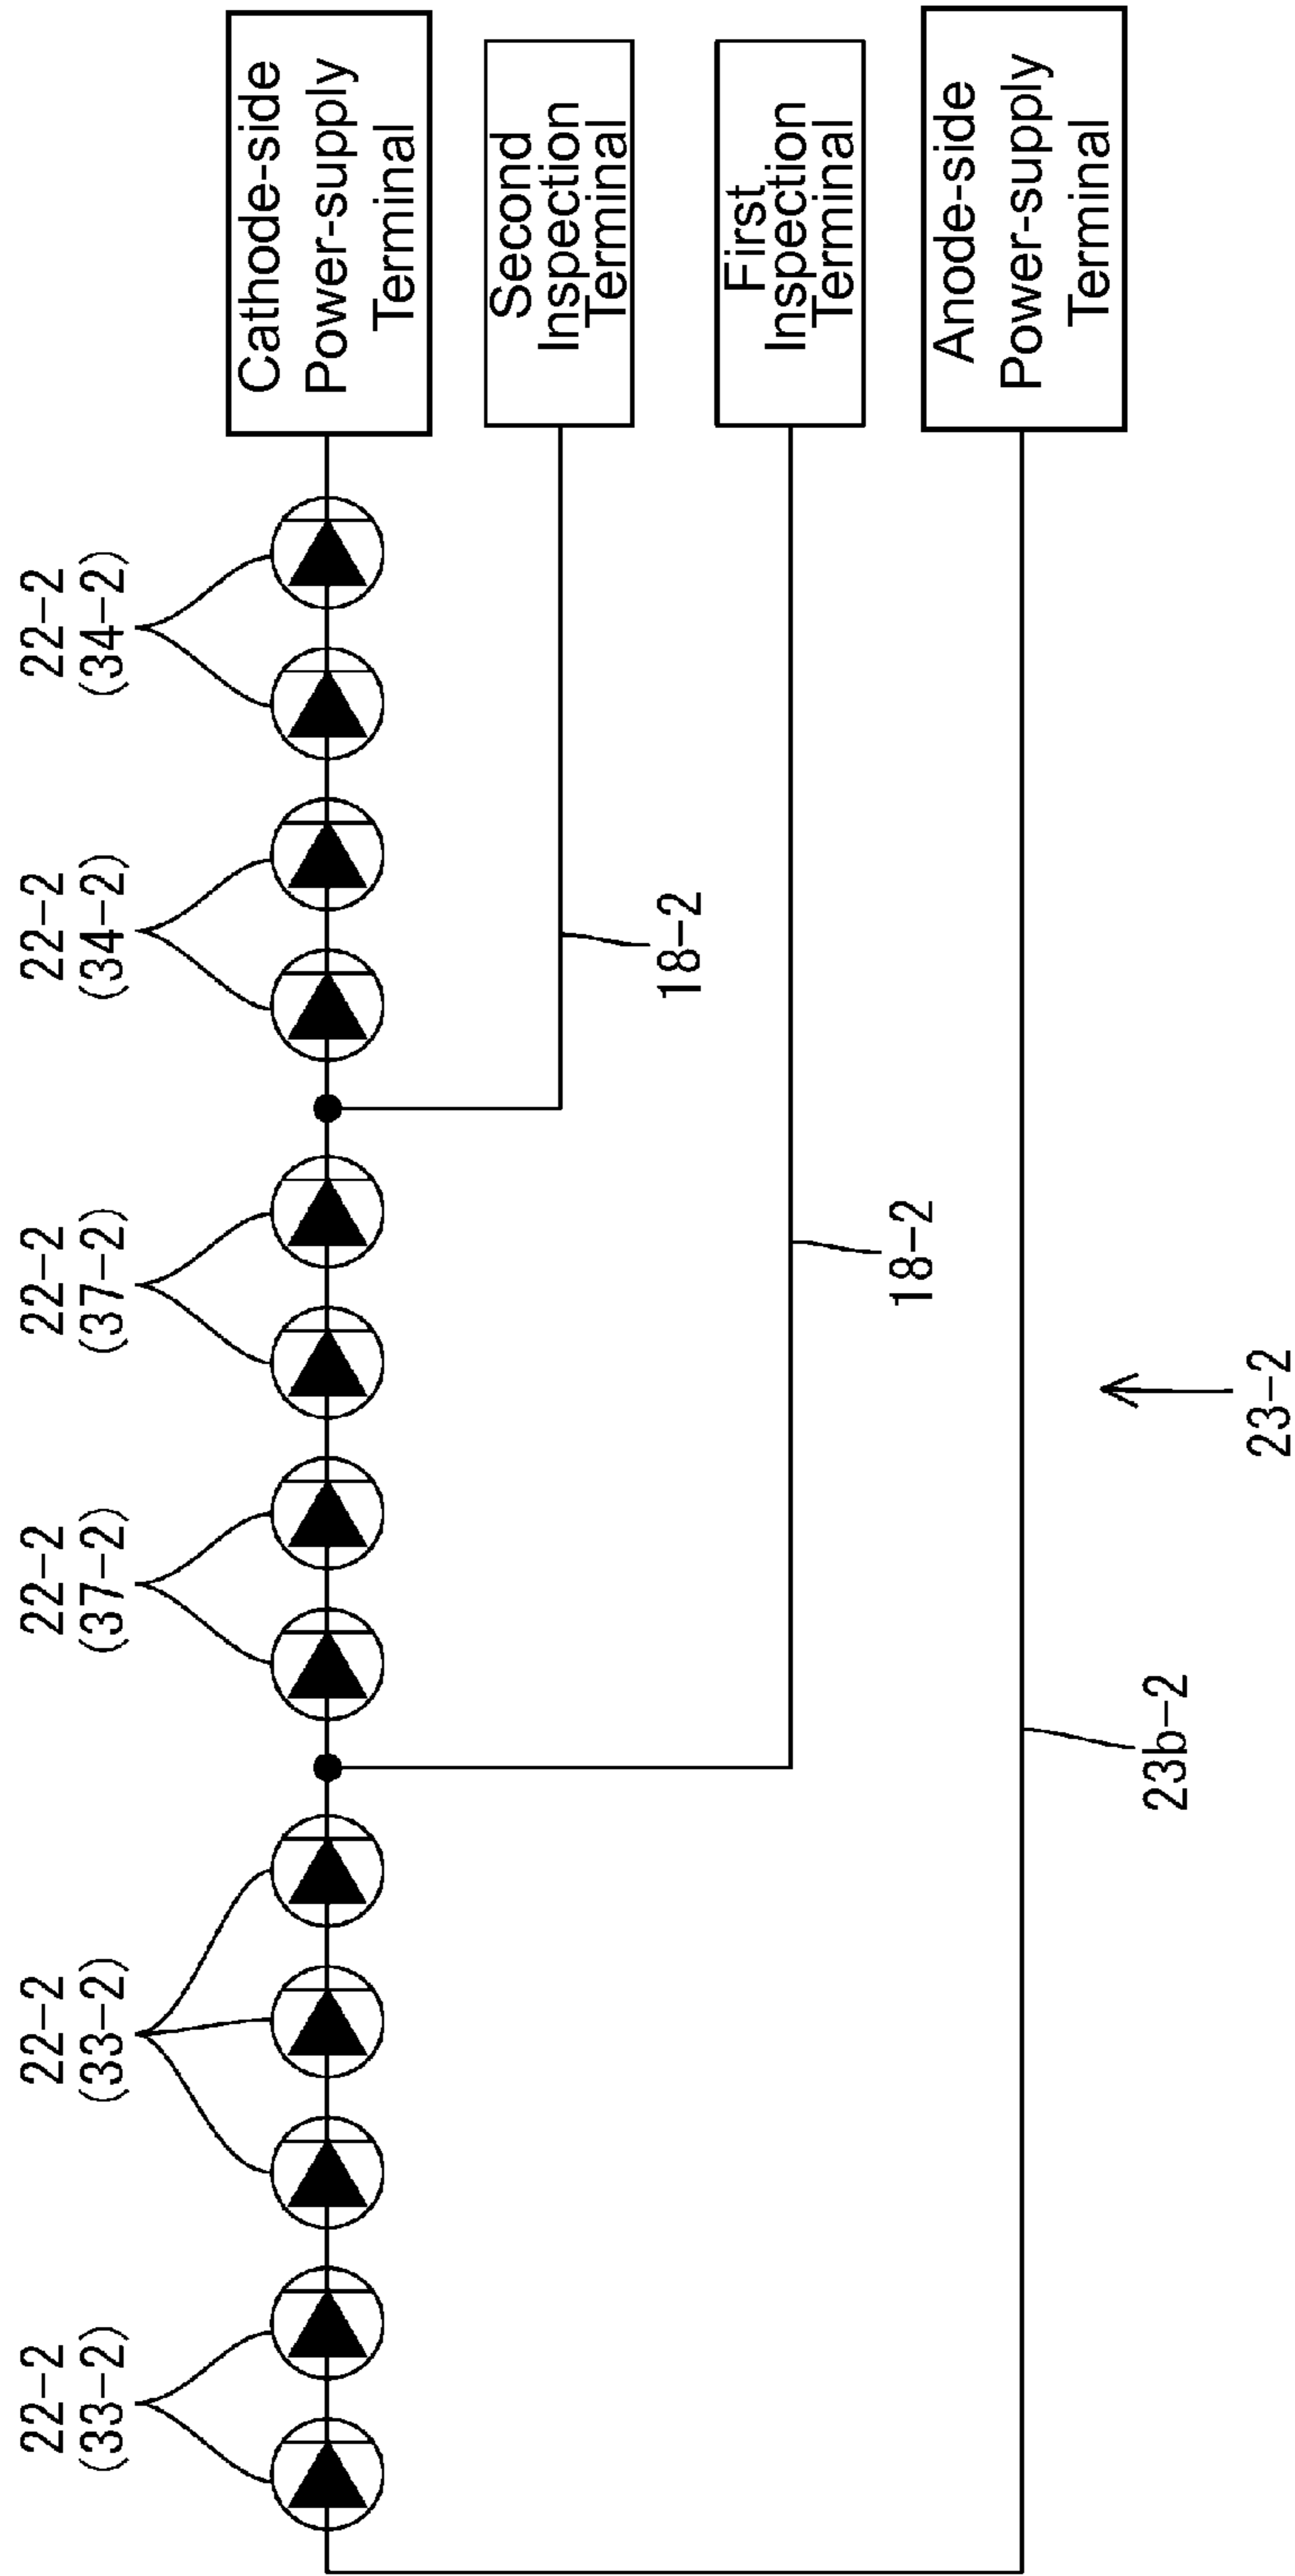 22-2
(33-2)
22-2
(33-2)
22-2
(37-2)
22-2
(37-2)
22-2
(34-2)
22-2
(34-2)
Cathode-side
Power-supply
Terminal
Second
Inspection
Terminal
18-2
First
Inspection
Terminal
18-2
Anode-side
Power-supply
Terminal
23b-2
23-2